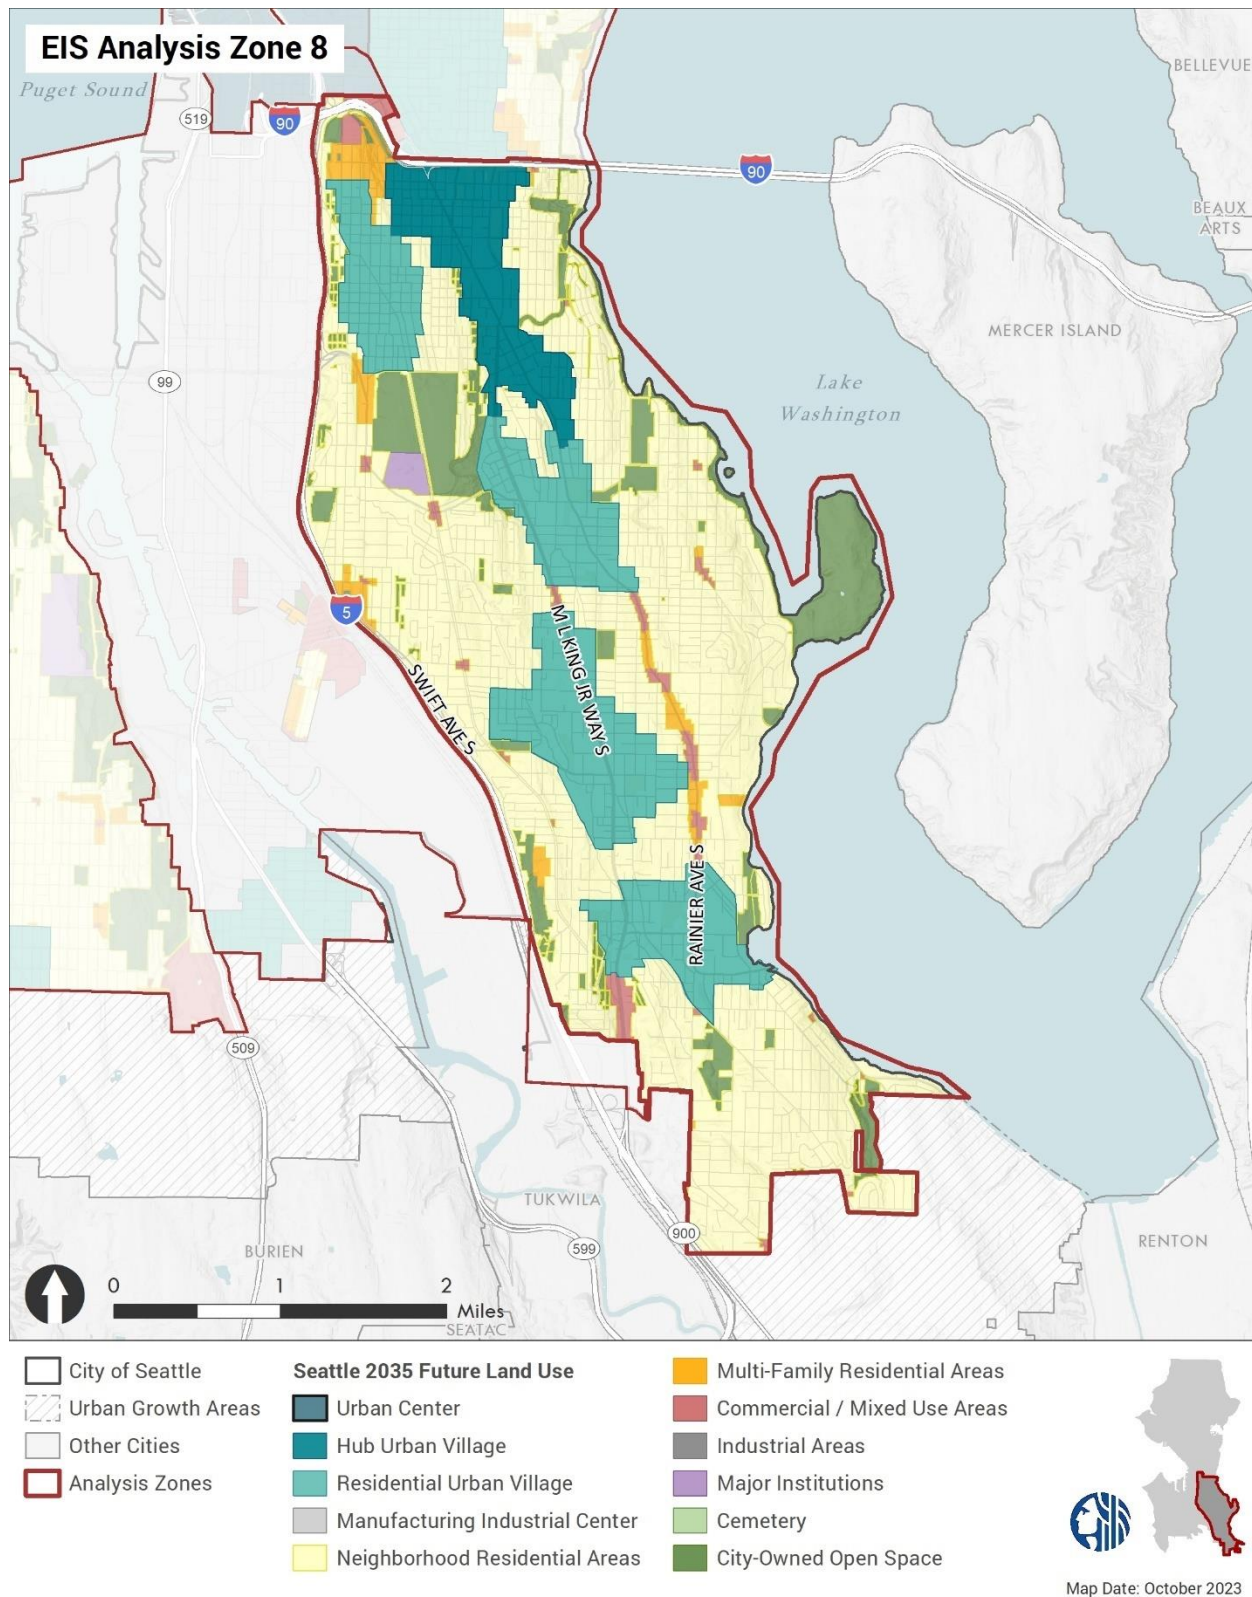 EIS Analysis Zone 8
Puget Sound
BELLEVUE
519
90
90
BEAUX
ARTS
MERCER ISLAND
99
Lake
Washington
5
M L KING JR WAY S
SWIFT AVE S
RAINIER AVE S
509
TUKWILA
900
RENTON
599
BURIEN
0 1 2
Miles
SEATAC
City of Seattle
Urban Growth Areas
Other Cities
Analysis Zones
Seattle 2035 Future Land Use
Urban Center
Hub Urban Village
Residential Urban Village
Manufacturing Industrial Center
Neighborhood Residential Areas
Multi-Family Residential Areas
Commercial / Mixed Use Areas
Industrial Areas
Major Institutions
Cemetery
City-Owned Open Space
Map Date: October 2023